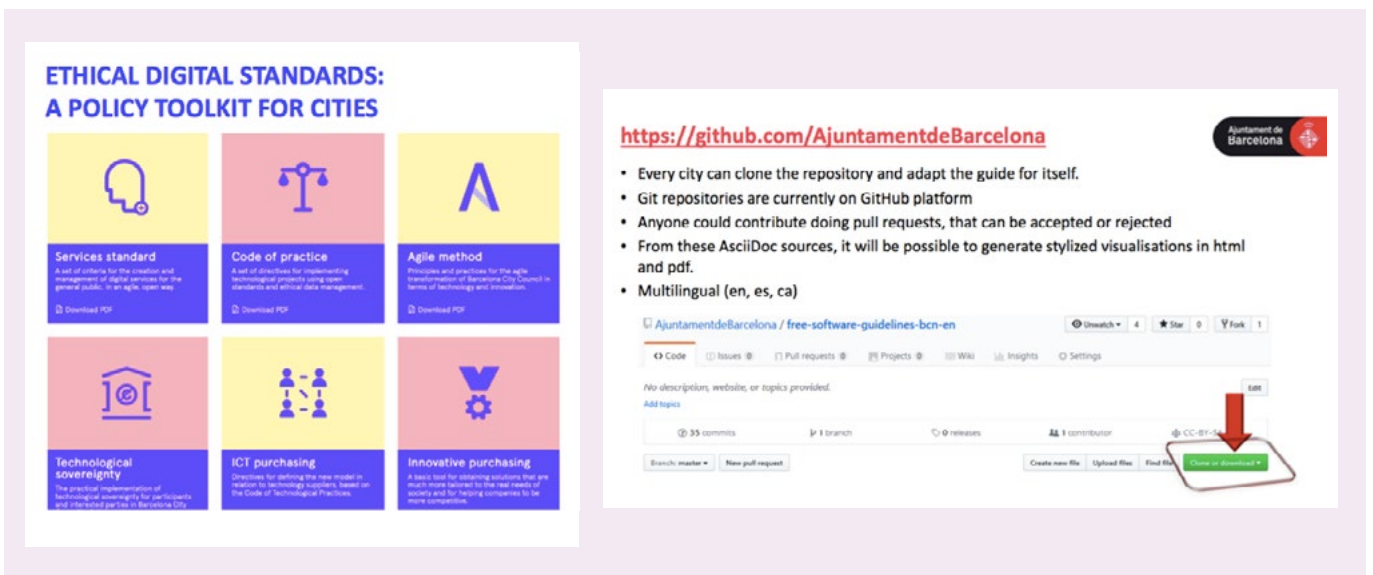 ETHICAL DIGITAL STANDARDS:
A POLICY TOOLKIT FOR CITIES
Services standard
A set of criteria for the creation and
management of digital services for the
general public, in an agile, open way.
Download PDF
Code of practice
A set of directives for implementing
technological projects using open
standards and ethical data management.
Download PDF
Agile method
Principles and practices for the agile
transformation of Barcelona City Council in
terms of technology and innovation.
Download PDF
Technological
sovereignty
The practical implementation of
technological sovereignty for participants
and interested parties in Barcelona City
ICT purchasing
Directives for defining the new model in
relation to technology suppliers, based on
the Code of Technological Practices.
Innovative purchasing
A basic tool for obtaining solutions that are
much more tailored to the real needs of
society and for helping companies to be
more competitive.
https://github.com/AjuntamentdeBarcelona
Ajuntament de
Barcelona
• Every city can clone the repository and adapt the guide for itself.
• Git repositories are currently on GitHub platform
• Anyone could contribute doing pull requests, that can be accepted or rejected
• From these AsciiDoc sources, it will be possible to generate stylized visualisations in html
and pdf.
• Multilingual (en, es, ca)
AjuntamentdeBarcelona / free-software-guidelines-bcn-en
Unwatch 4 Star 0 Fork 1
Code Issues 0 Pull requests 0 Projects 0 Wiki Insights Settings
No description, website, or topics provided.
Edit
Add topics
35 commits 1 branch 0 releases 1 contributor CC-BY-SA
Branch: master New pull request Create new file Upload files Find file Clone or download